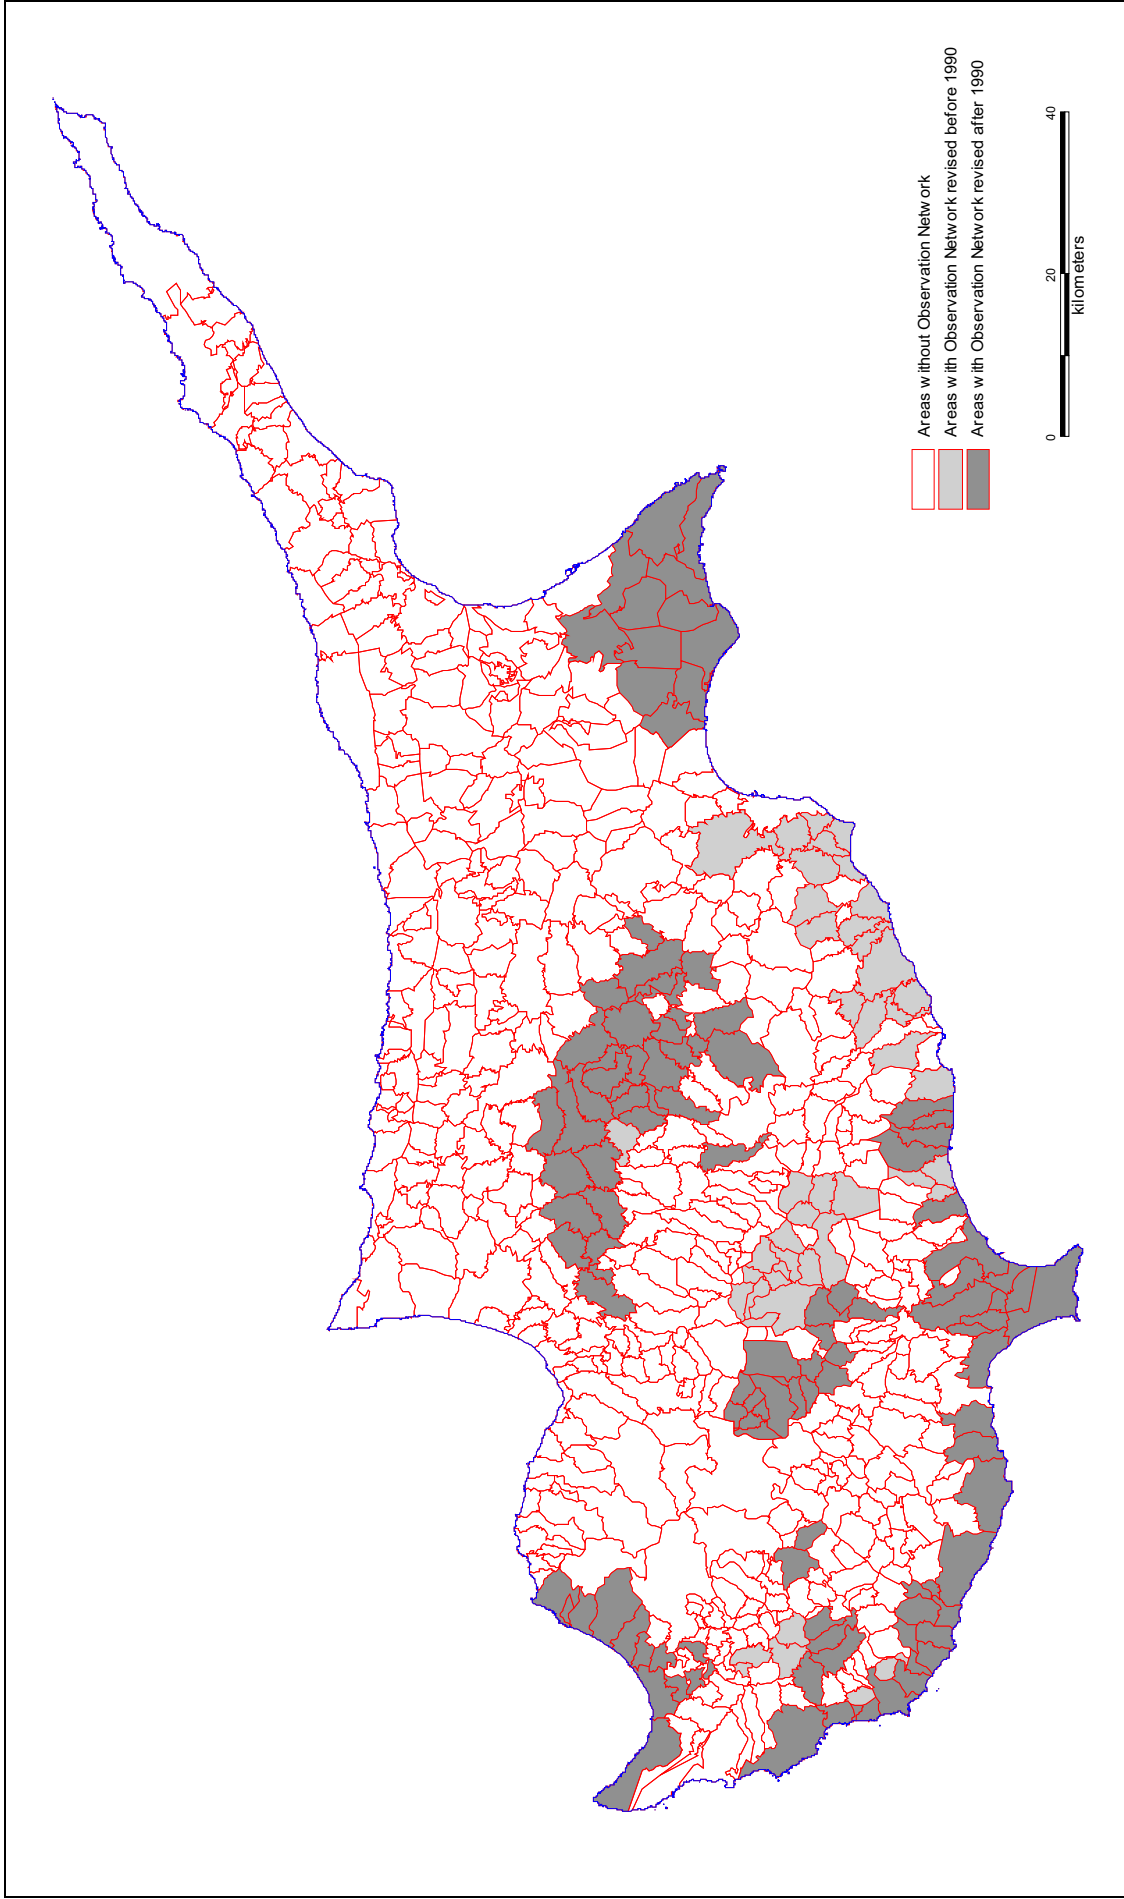 Areas without Observation Network
Areas with Observation Network revised before 1990
Areas with Observation Network revised after 1990
0 20 40
kilometers